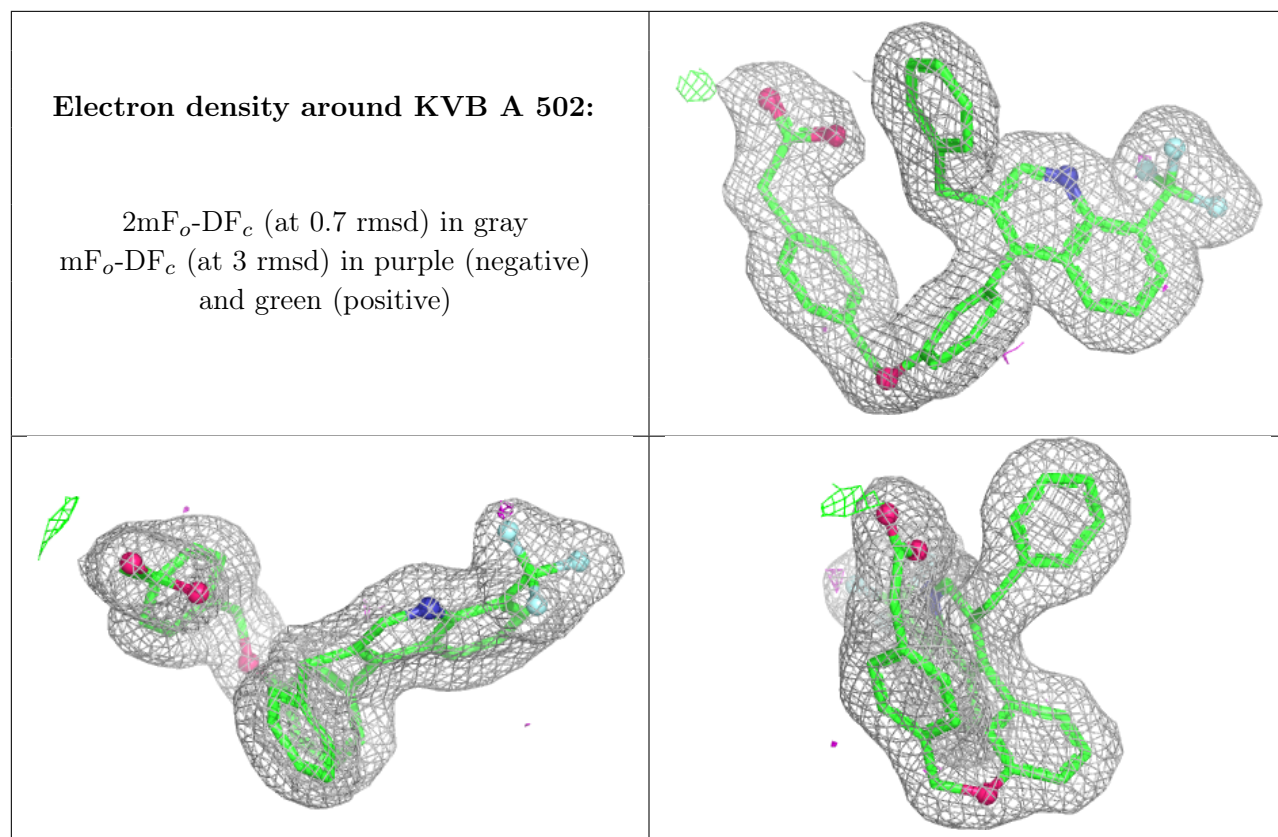 Electron density around KVB A 502:
2mFₒ-DF𝒸 (at 0.7 rmsd) in gray
mFₒ-DF𝒸 (at 3 rmsd) in purple (negative)
and green (positive)